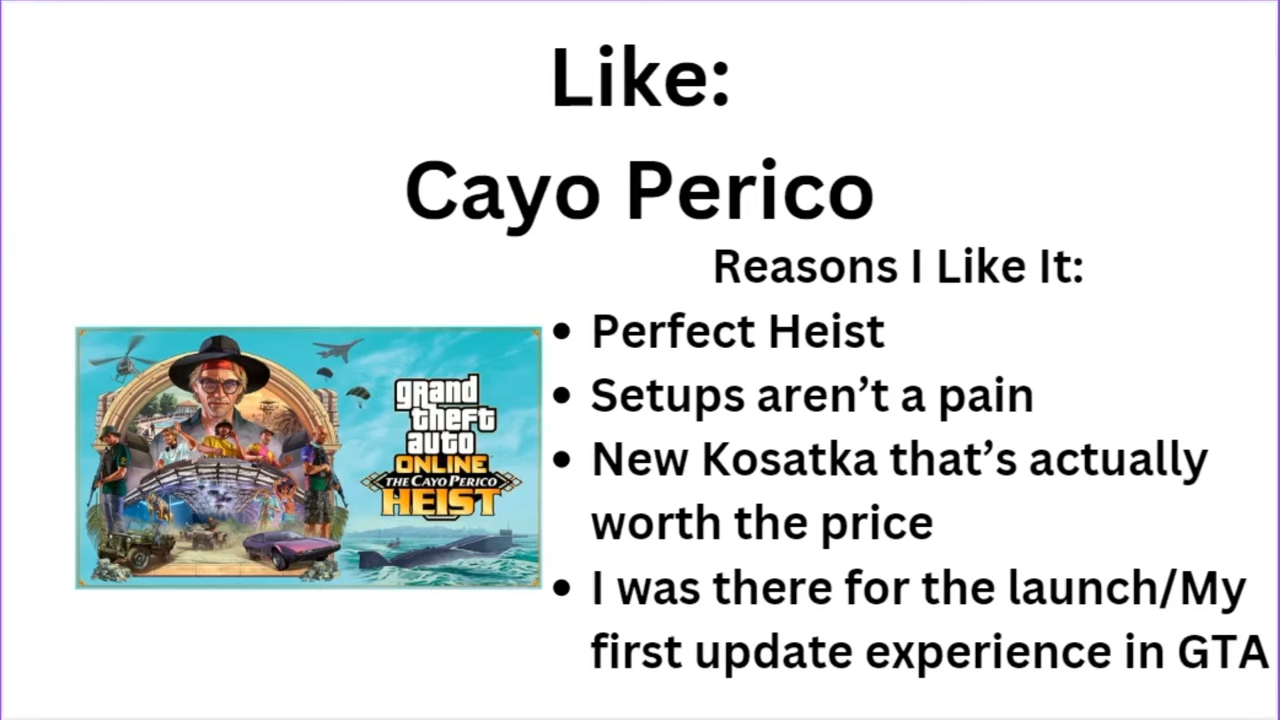 Like:
Cayo Perico
Reasons I Like It:
• Perfect Heist
• Setups aren’t a pain
• New Kosatka that’s actually
worth the price
• I was there for the launch/My
first update experience in GTA
grand
theft
auto
ONLINE
THE CAYO PERICO
HEIST